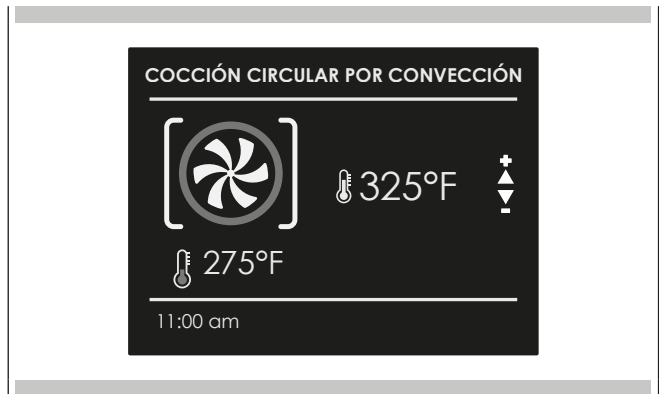 COCCIÓN CIRCULAR POR CONVECCIÓN
325°F
+
-
275°F
11:00 am